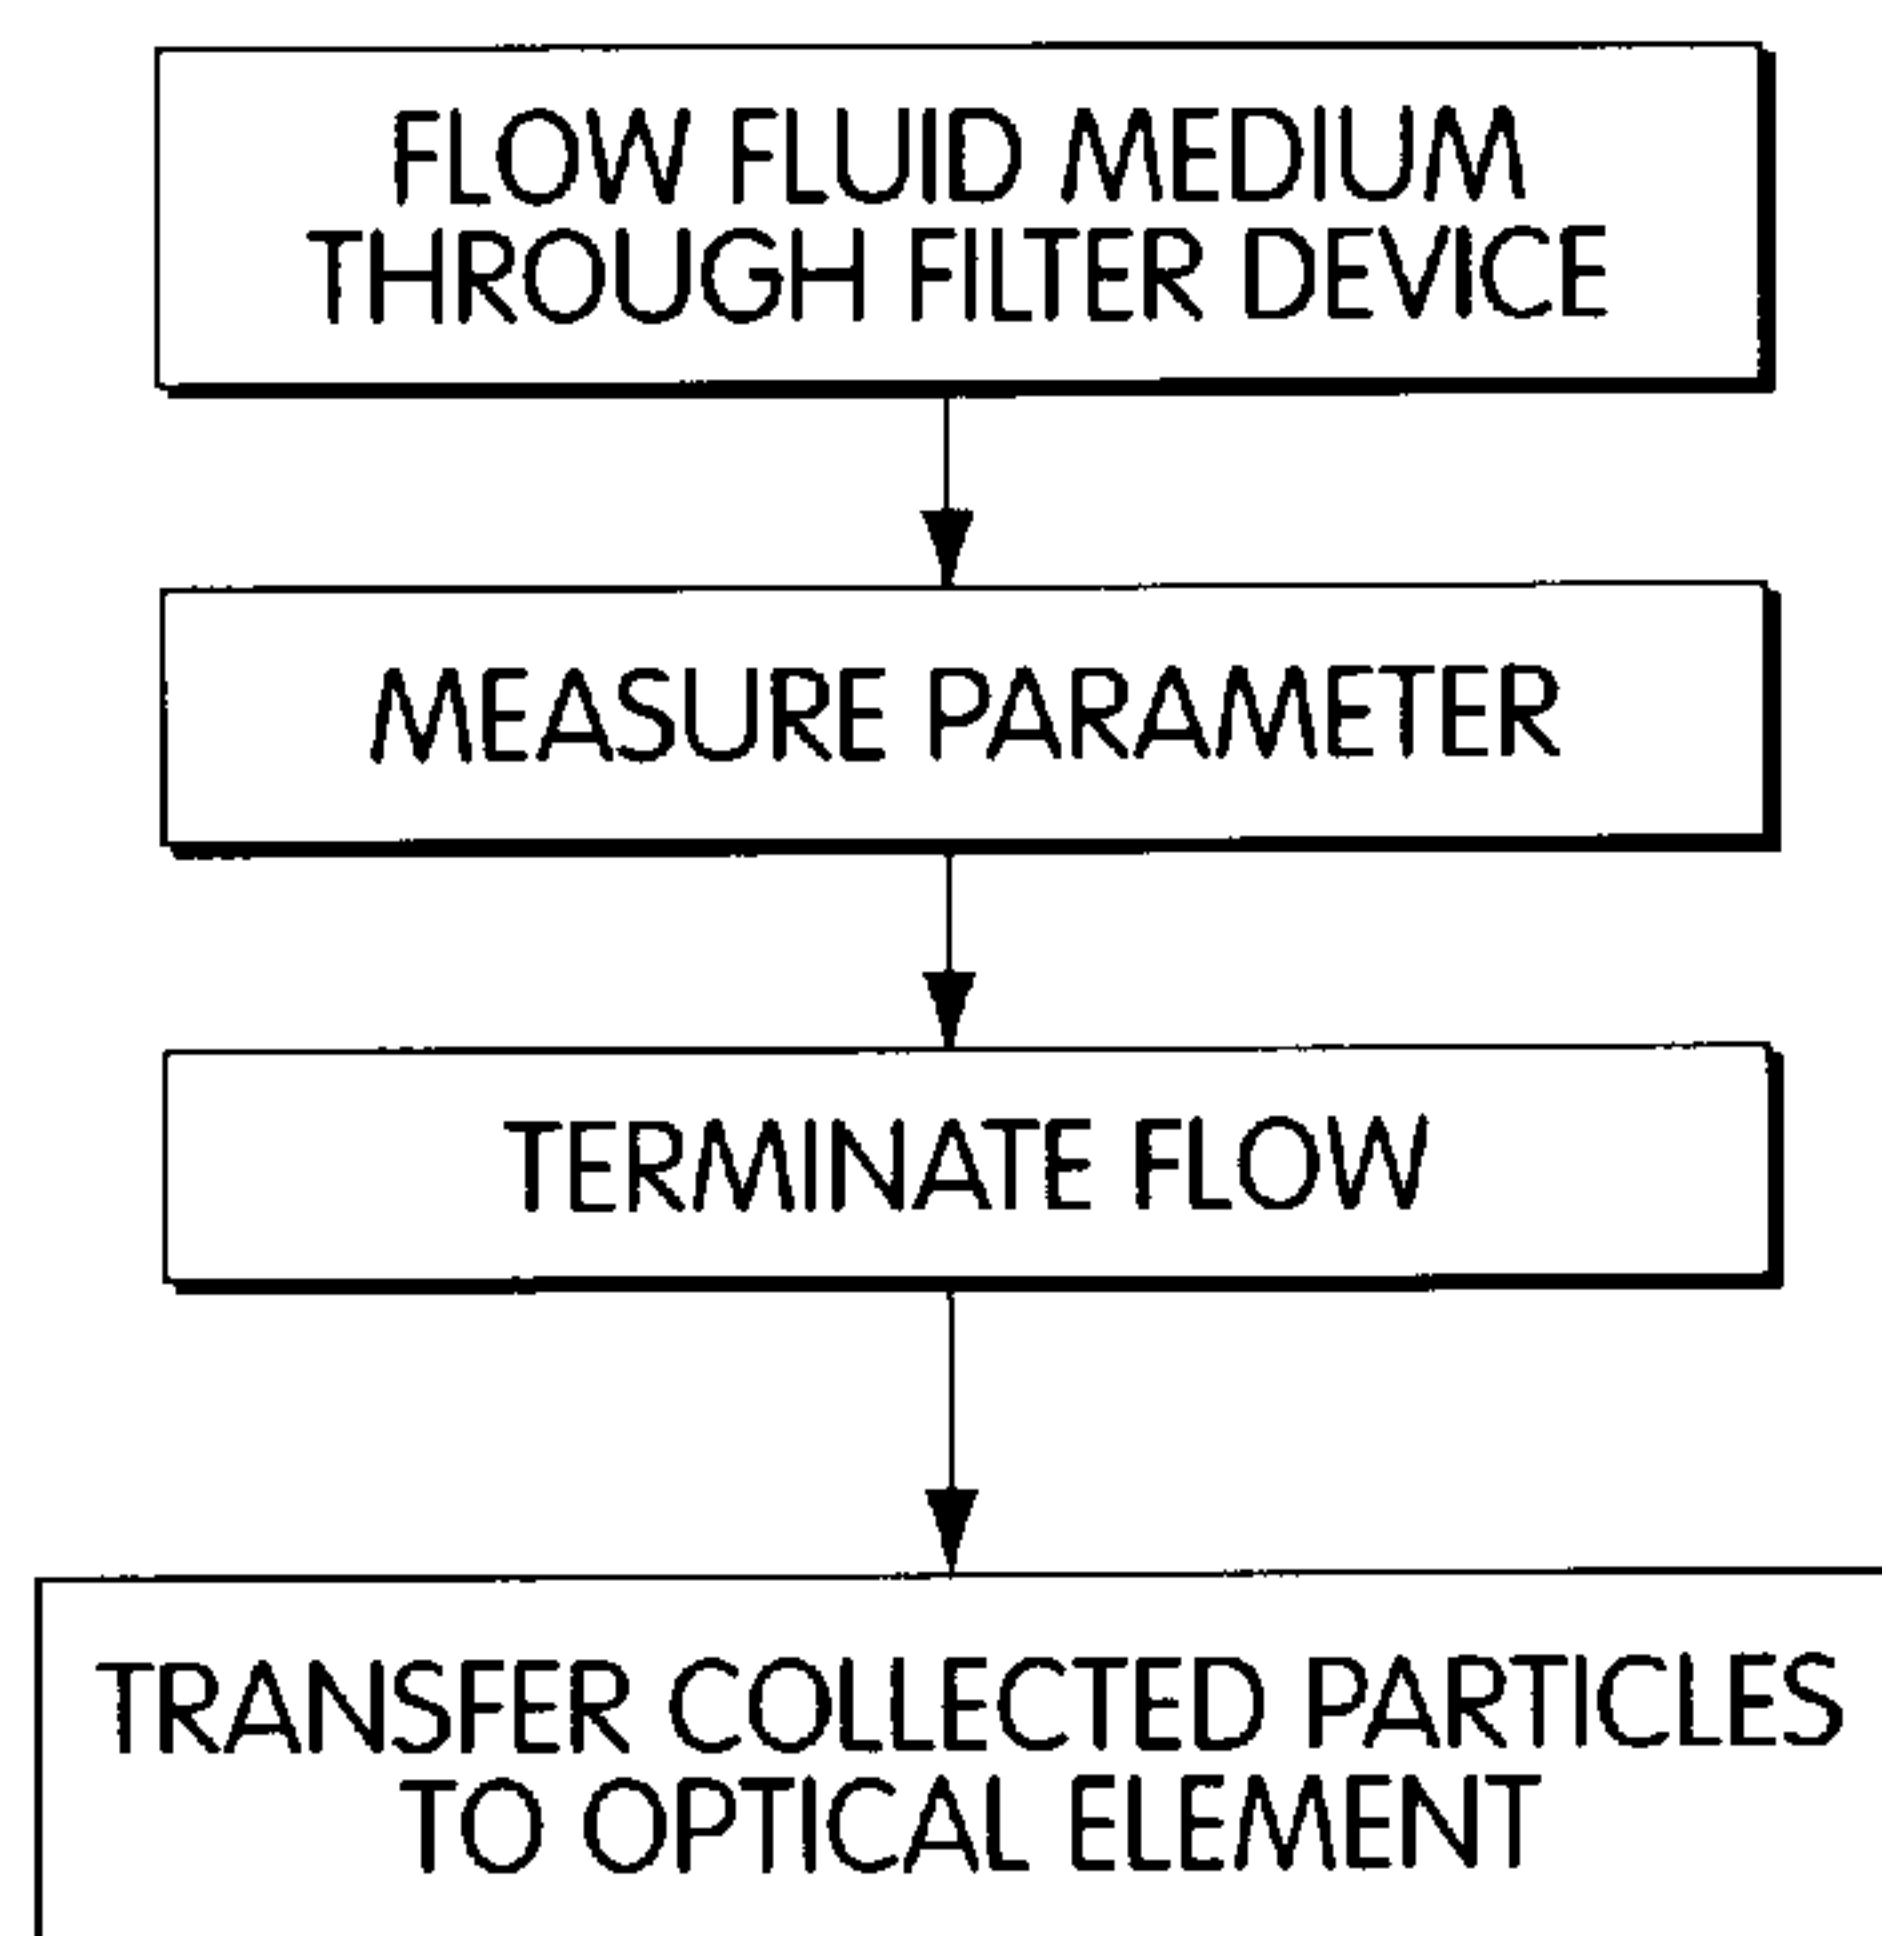 FLOW FLUID MEDIUM
THROUGH FILTER DEVICE
MEASURE PARAMETER
TERMINATE FLOW
TRANSFER COLLECTED PARTICLES
TO OPTICAL ELEMENT